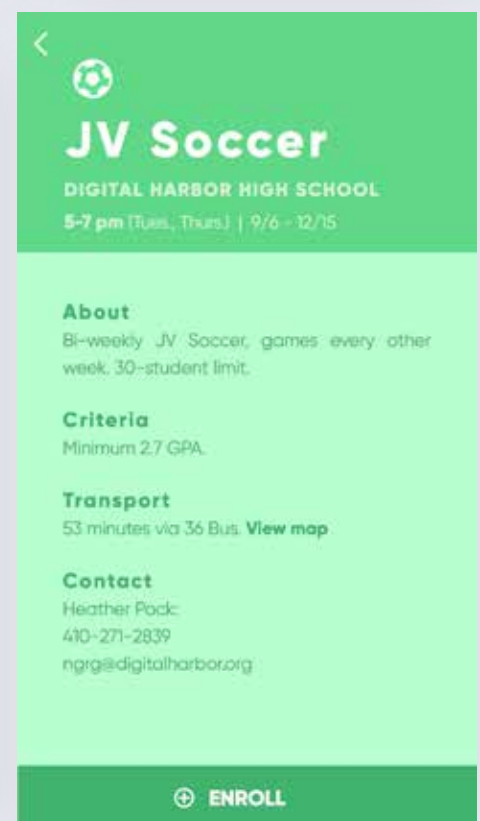 JV Soccer
DIGITAL HARBOR HIGH SCHOOL
5-7 pm (Tues., Thurs.) | 9/6 - 12/15
About
Bi-weekly JV Soccer, games every other
week. 30-student limit.
Criteria
Minimum 2.7 GPA.
Transport
53 minutes via 36 Bus. View map
Contact
Heather Pock:
410-271-2839
ngrg@digitalharbor.org
ENROLL